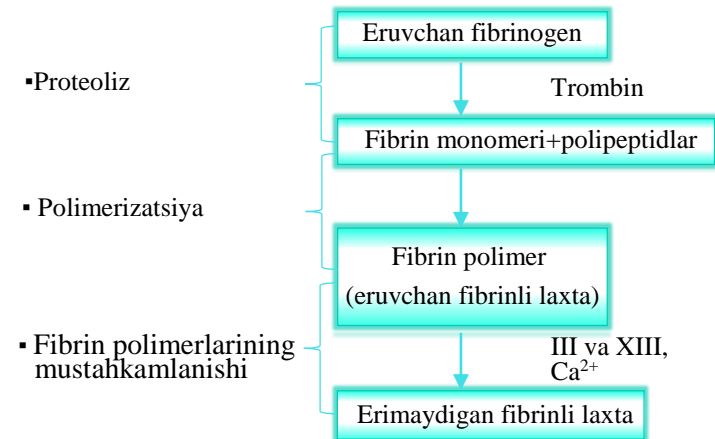 Eruvchan fibrinogen
▪Proteoliz
Trombin
Fibrin monomeri+polipeptidlar
▪ Polimerizatsiya
Fibrin polimer
(eruvchan fibrinli laxta)
▪ Fibrin polimerlarining
mustahkamlanishi
III va XIII,
Ca²⁺
Erimaydigan fibrinli laxta